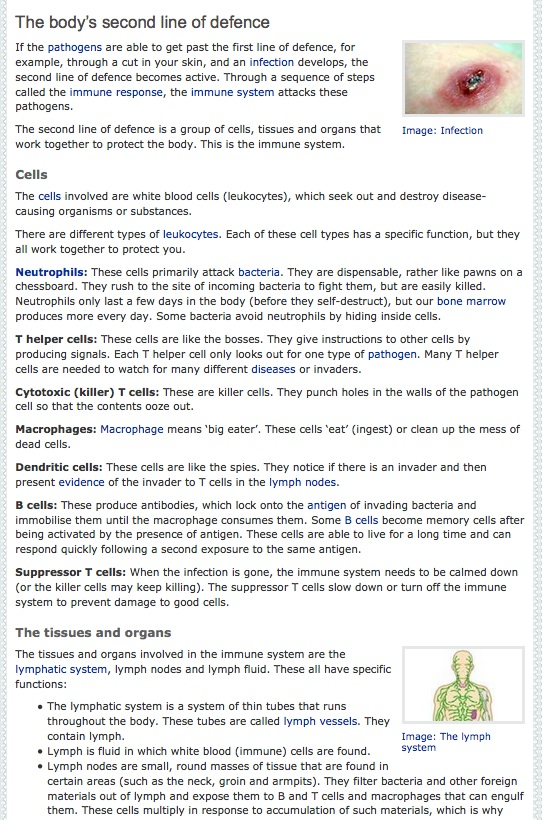 The body's second line of defence
If the pathogens are able to get past the first line of defence, for
example, through a cut in your skin, and an infection develops, the
second line of defence becomes active. Through a sequence of steps
called the immune response, the immune system attacks these
pathogens.
Image: Infection
The second line of defence is a group of cells, tissues and organs that
work together to protect the body. This is the immune system.
Cells
The cells involved are white blood cells (leukocytes), which seek out and destroy disease-
causing organisms or substances.
There are different types of leukocytes. Each of these cell types has a specific function, but they
all work together to protect you.
Neutrophils: These cells primarily attack bacteria. They are dispensable, rather like pawns on a
chessboard. They rush to the site of incoming bacteria to fight them, but are easily killed.
Neutrophils only last a few days in the body (before they self-destruct), but our bone marrow
produces more every day. Some bacteria avoid neutrophils by hiding inside cells.
T helper cells: These cells are like the bosses. They give instructions to other cells by
producing signals. Each T helper cell only looks out for one type of pathogen. Many T helper
cells are needed to watch for many different diseases or invaders.
Cytotoxic (killer) T cells: These are killer cells. They punch holes in the walls of the pathogen
cell so that the contents ooze out.
Macrophages: Macrophage means 'big eater'. These cells 'eat' (ingest) or clean up the mess of
dead cells.
Dendritic cells: These cells are like the spies. They notice if there is an invader and then
present evidence of the invader to T cells in the lymph nodes.
B cells: These produce antibodies, which lock onto the antigen of invading bacteria and
immobilise them until the macrophage consumes them. Some B cells become memory cells after
being activated by the presence of antigen. These cells are able to live for a long time and can
respond quickly following a second exposure to the same antigen.
Suppressor T cells: When the infection is gone, the immune system needs to be calmed down
(or the killer cells may keep killing). The suppressor T cells slow down or turn off the immune
system to prevent damage to good cells.
The tissues and organs
The tissues and organs involved in the immune system are the
lymphatic system, lymph nodes and lymph fluid. These all have specific
functions:
• The lymphatic system is a system of thin tubes that runs
throughout the body. These tubes are called lymph vessels. They
contain lymph.
Image: The lymph
system
• Lymph is fluid in which white blood (immune) cells are found.
• Lymph nodes are small, round masses of tissue that are found in
certain areas (such as the neck, groin and armpits). They filter bacteria and other foreign
materials out of lymph and expose them to B and T cells and macrophages that can engulf
them. These cells multiply in response to accumulation of such materials, which is why